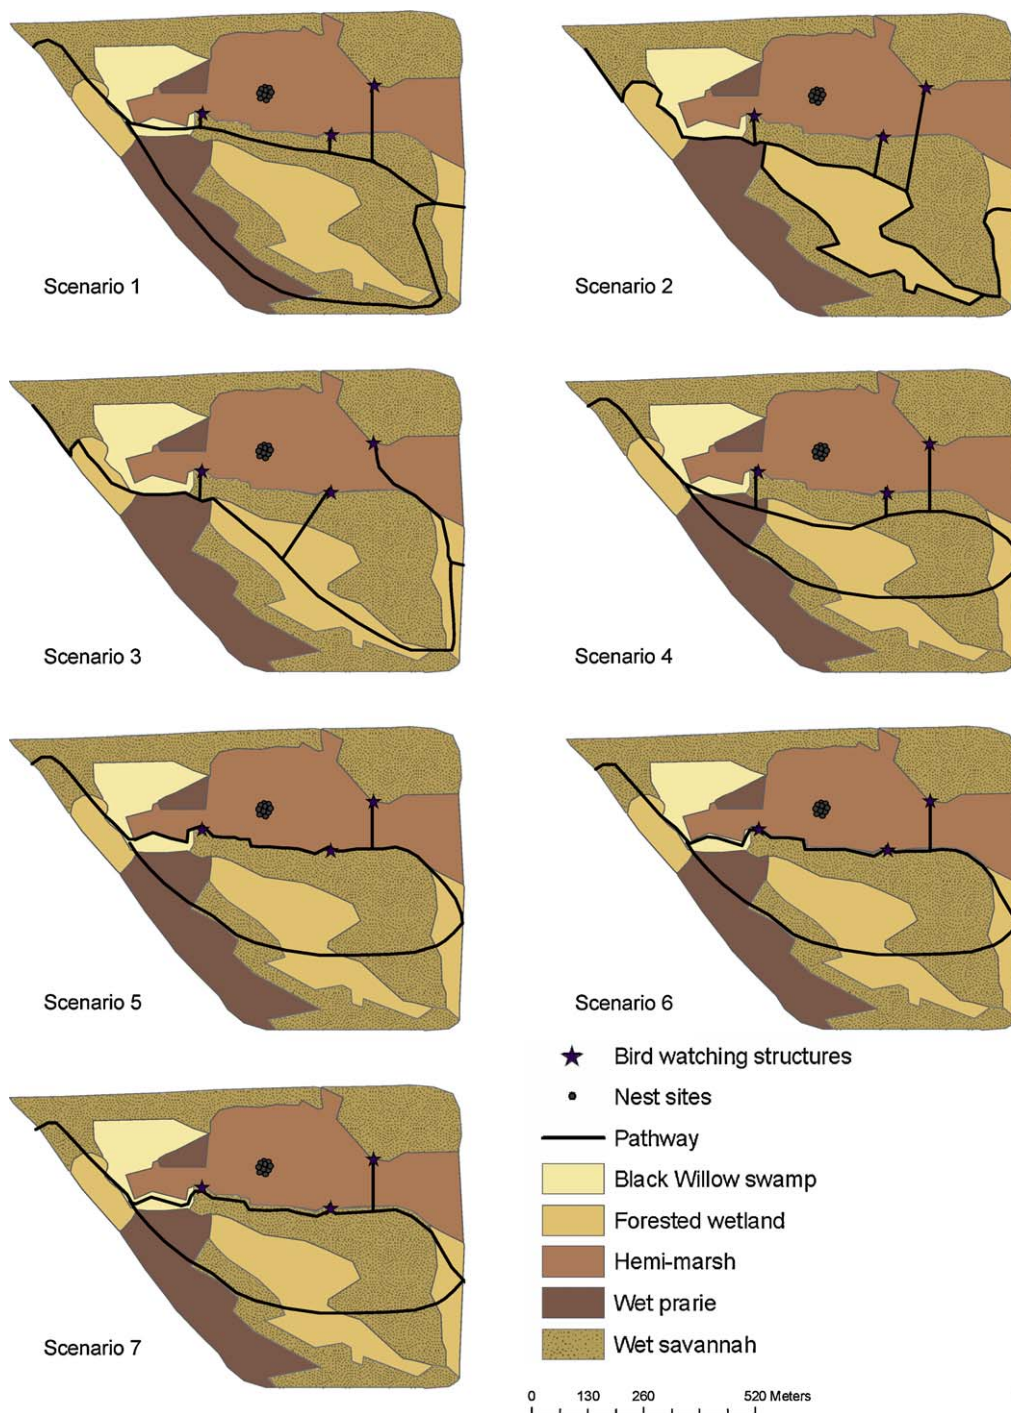 Scenario 1
Scenario 2
Scenario 3
Scenario 4
Scenario 5
Scenario 6
Bird watching structures
Nest sites
Pathway
Black Willow swamp
Forested wetland
Hemi-marsh
Wet prarie
Wet savannah
Scenario 7
0 130 260 520 Meters